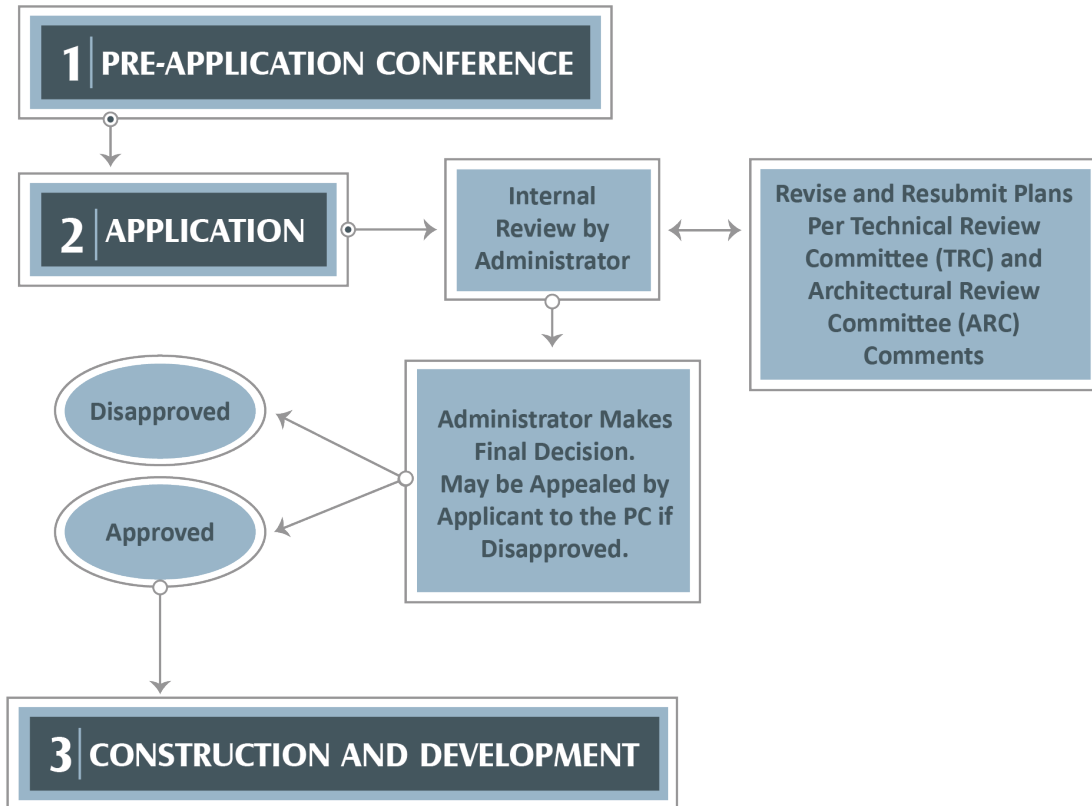 1 PRE-APPLICATION CONFERENCE
2 APPLICATION
Internal
Review by
Administrator
Revise and Resubmit Plans
Per Technical Review
Committee (TRC) and
Architectural Review
Committee (ARC)
Comments
Administrator Makes
Final Decision.
May be Appealed by
Applicant to the PC if
Disapproved.
Disapproved
Approved
3 CONSTRUCTION AND DEVELOPMENT